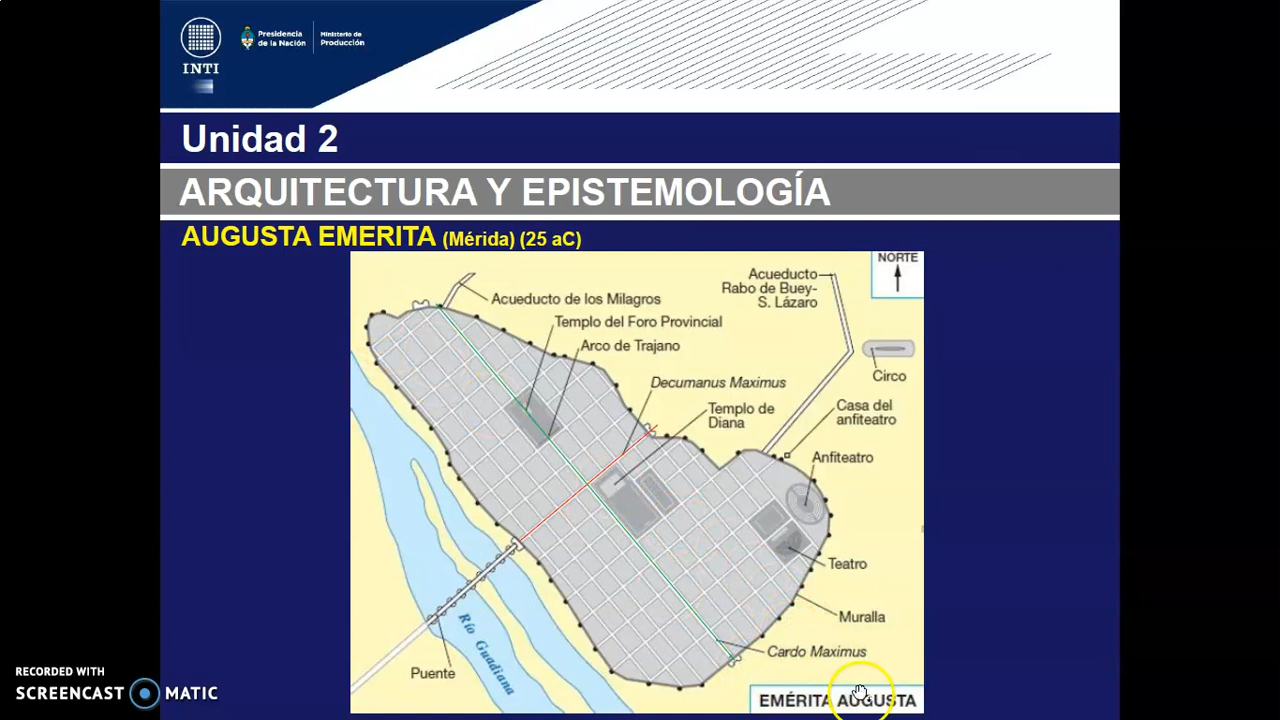 INTI
Presidencia
de la Nación
Ministerio de
Producción
Unidad 2
ARQUITECTURA Y EPISTEMOLOGÍA
AUGUSTA EMERITA (Mérida) (25 aC)
NORTE
Acueducto
Rabo de Buey-
S. Lázaro
Acueducto de los Milagros
Templo del Foro Provincial
Arco de Trajano
Circo
Decumanus Maximus
Templo de
Diana
Casa del
anfiteatro
Anfiteatro
Teatro
Muralla
Río Guadiana
Cardo Maximus
Puente
EMÉRITA AUGUSTA
RECORDED WITH
SCREENCAST MATIC